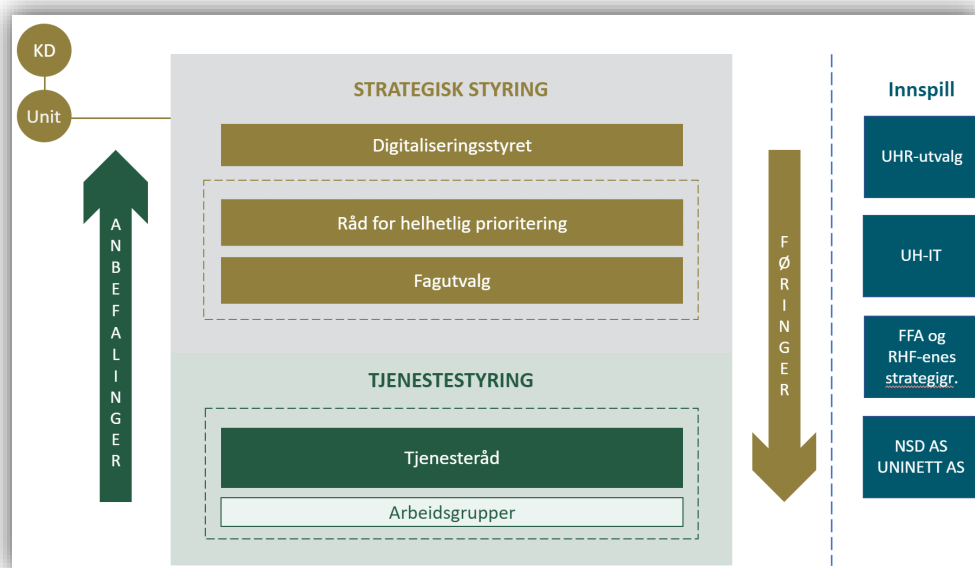 KD
Unit
STRATEGISK STYRING
Digitaliseringsstyret
Råd for helhetlig prioritering
Fagutvalg
TJENESTESTYRING
Tjenesteråd
Arbeidsgrupper
ANBEFALINGER
FØRINGER
Innspill
UHR-utvalg
UH-IT
FFA og
RHF-enes
strategigr.
NSD AS
UNINETT AS